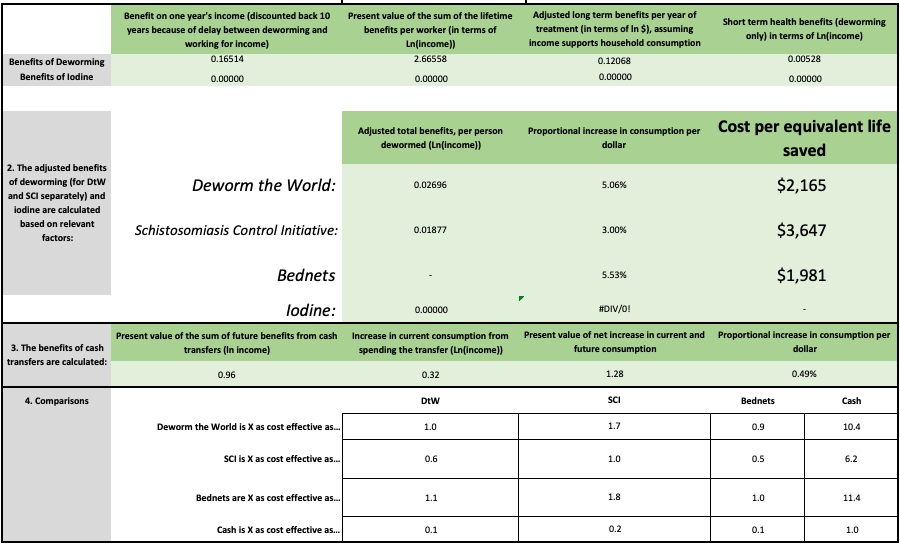 Benefit on one year's income (discounted back 10
years because of delay between deworming and
working for income)
Present value of the sum of the lifetime
benefits per worker (in terms of
Ln(income))
Adjusted long term benefits per year of
treatment (in terms of ln $), assuming
income supports household consumption
Short term health benefits (deworming
only) in terms of Ln(income)
Benefits of Deworming 0.16514 2.66558 0.12068 0.00528
Benefits of Iodine 0.00000 0.00000 0.00000 0.00000
2. The adjusted benefits
of deworming (for DtW
and SCI separately) and
iodine are calculated
based on relevant
factors:
Adjusted total benefits, per person
dewormed (Ln(income))
Proportional increase in consumption per
dollar
Cost per equivalent life
saved
Deworm the World: 0.02696 5.06% $2,165
Schistosomiasis Control Initiative: 0.01877 3.00% $3,647
Bednets - 5.53% $1,981
Iodine: 0.00000 #DIV/0! -
3. The benefits of cash
transfers are calculated:
Present value of the sum of future benefits from cash
transfers (ln income)
Increase in current consumption from
spending the transfer (Ln(income))
Present value of net increase in current and
future consumption
Proportional increase in consumption per
dollar
0.96 0.32 1.28 0.49%
4. Comparisons DtW SCI Bednets Cash
Deworm the World is X as cost effective as... 1.0 1.7 0.9 10.4
SCI is X as cost effective as... 0.6 1.0 0.5 6.2
Bednets are X as cost effective as... 1.1 1.8 1.0 11.4
Cash is X as cost effective as... 0.1 0.2 0.1 1.0